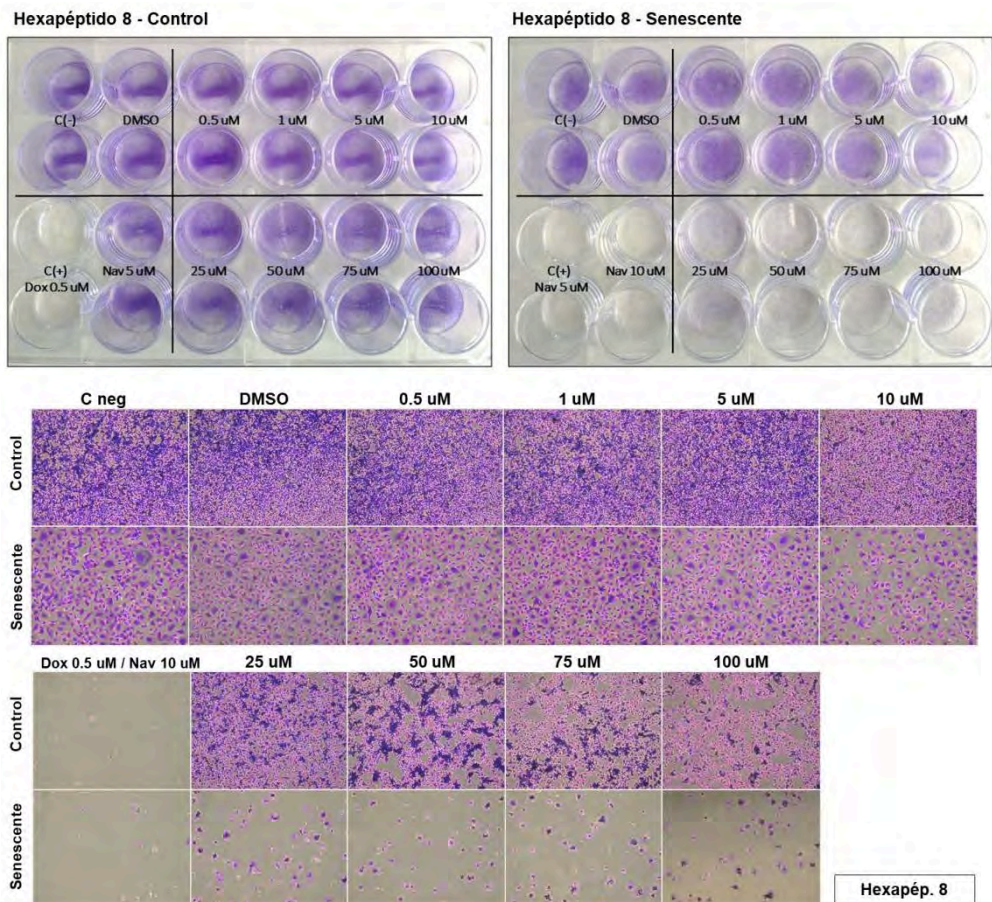 Hexapéptido 8 - Control
C(-) DMSO 0.5 uM 1 uM 5 uM 10 uM
C(+) Nav 5 uM 25 uM 50 uM 75 uM 100 uM
Dox 0.5 uM
Hexapéptido 8 - Senescente
C(-) DMSO 0.5 uM 1 uM 5 uM 10 uM
C(+) Nav 10 uM 25 uM 50 uM 75 uM 100 uM
Nav 5 uM
C neg DMSO 0.5 uM 1 uM 5 uM 10 uM
Control
Senescente
Dox 0.5 uM / Nav 10 uM 25 uM 50 uM 75 uM 100 uM
Control
Senescente
Hexapép. 8